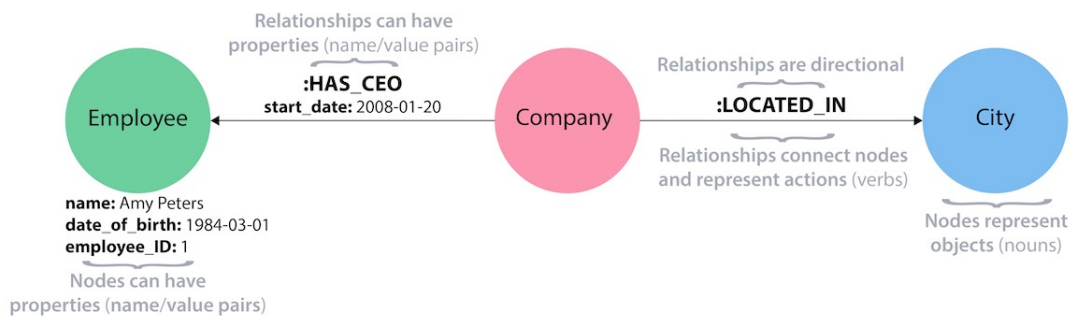 Relationships can have
properties (name/value pairs)
:HAS_CEO
start_date: 2008-01-20
Relationships are directional
:LOCATED_IN
Employee
Company
City
Relationships connect nodes
and represent actions (verbs)
name: Amy Peters
date_of_birth: 1984-03-01
employee_ID: 1
Nodes can have
properties (name/value pairs)
Nodes represent
objects (nouns)